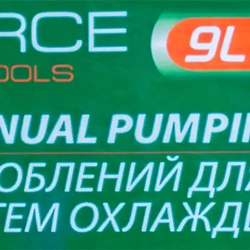 RCE
9L
OOLS
NUAL PUMPI
ОБЛЕНИЙ ДЛ
ТЕМ ОХЛАЖД